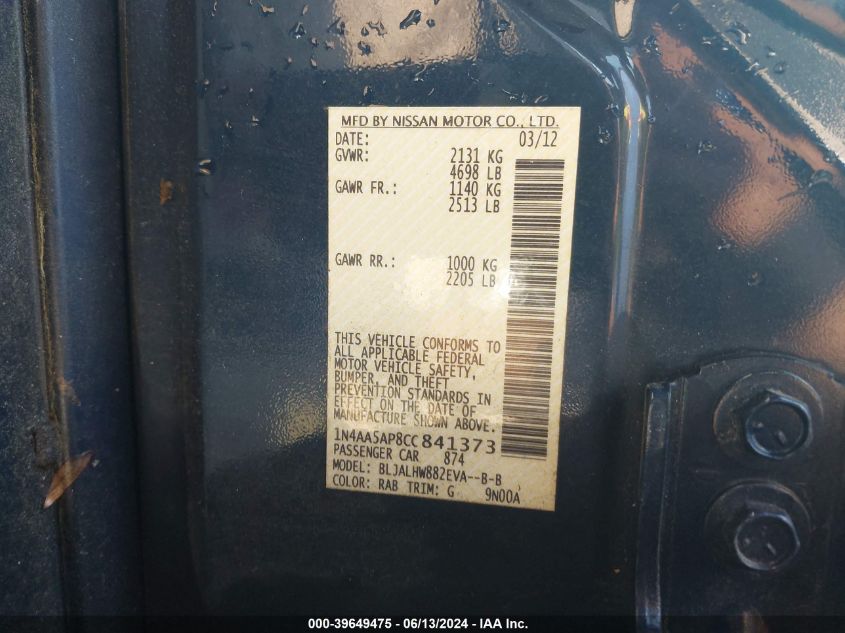 MFD BY NISSAN MOTOR CO., LTD.
DATE: 03/12
GVWR: 2131 KG
4698 LB
GAWR FR.: 1140 KG
2513 LB
GAWR RR.: 1000 KG
2205 LB
THIS VEHICLE CONFORMS TO
ALL APPLICABLE FEDERAL
MOTOR VEHICLE SAFETY,
BUMPER, AND THEFT
PREVENTION STANDARDS IN
EFFECT ON THE DATE OF
MANUFACTURE SHOWN ABOVE.
1N4AA5AP8CC841373
PASSENGER CAR 874
MODEL: BLJALHW882EVA--B-B
COLOR: RAB TRIM: G 9N00A
000-39649475 - 06/13/2024 - IAA Inc.